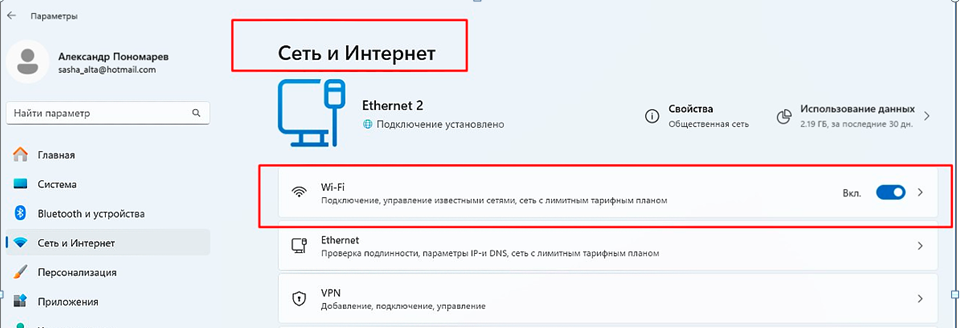 Параметры
Александр Пономарев
sasha_alta@hotmail.com
Найти параметр
Главная
Система
Bluetooth и устройства
Сеть и Интернет
Персонализация
Приложения
Сеть и Интернет
Ethernet 2
Подключение установлено
Свойства
Общественная сеть
Использование данных
2.19 ГБ, за последние 30 дн.
Wi-Fi
Подключение, управление известными сетями, сеть с лимитным тарифным планом
Вкл.
Ethernet
Проверка подлинности, параметры IP-и DNS, сеть с лимитным тарифным планом
VPN
Добавление, подключение, управление